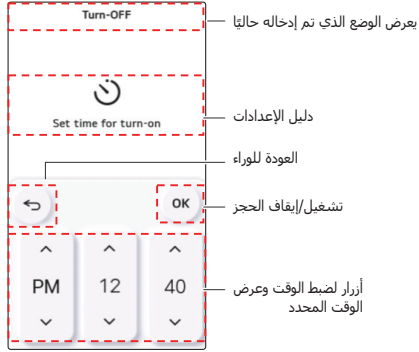 Turn-OFF
يعرض الوضع الذي تم إدخاله حاليًا
Set time for turn-on
دليل الإعدادات
العودة للوراء
OK
تشغيل/إيقاف الحجز
PM 12 40
أزرار لضبط الوقت وعرض
الوقت المحدد